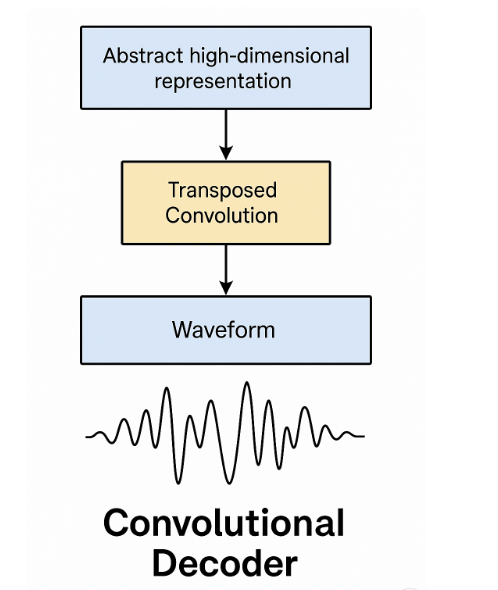 Abstract high-dimensional
representation
Transposed
Convolution
Waveform
Convolutional
Decoder